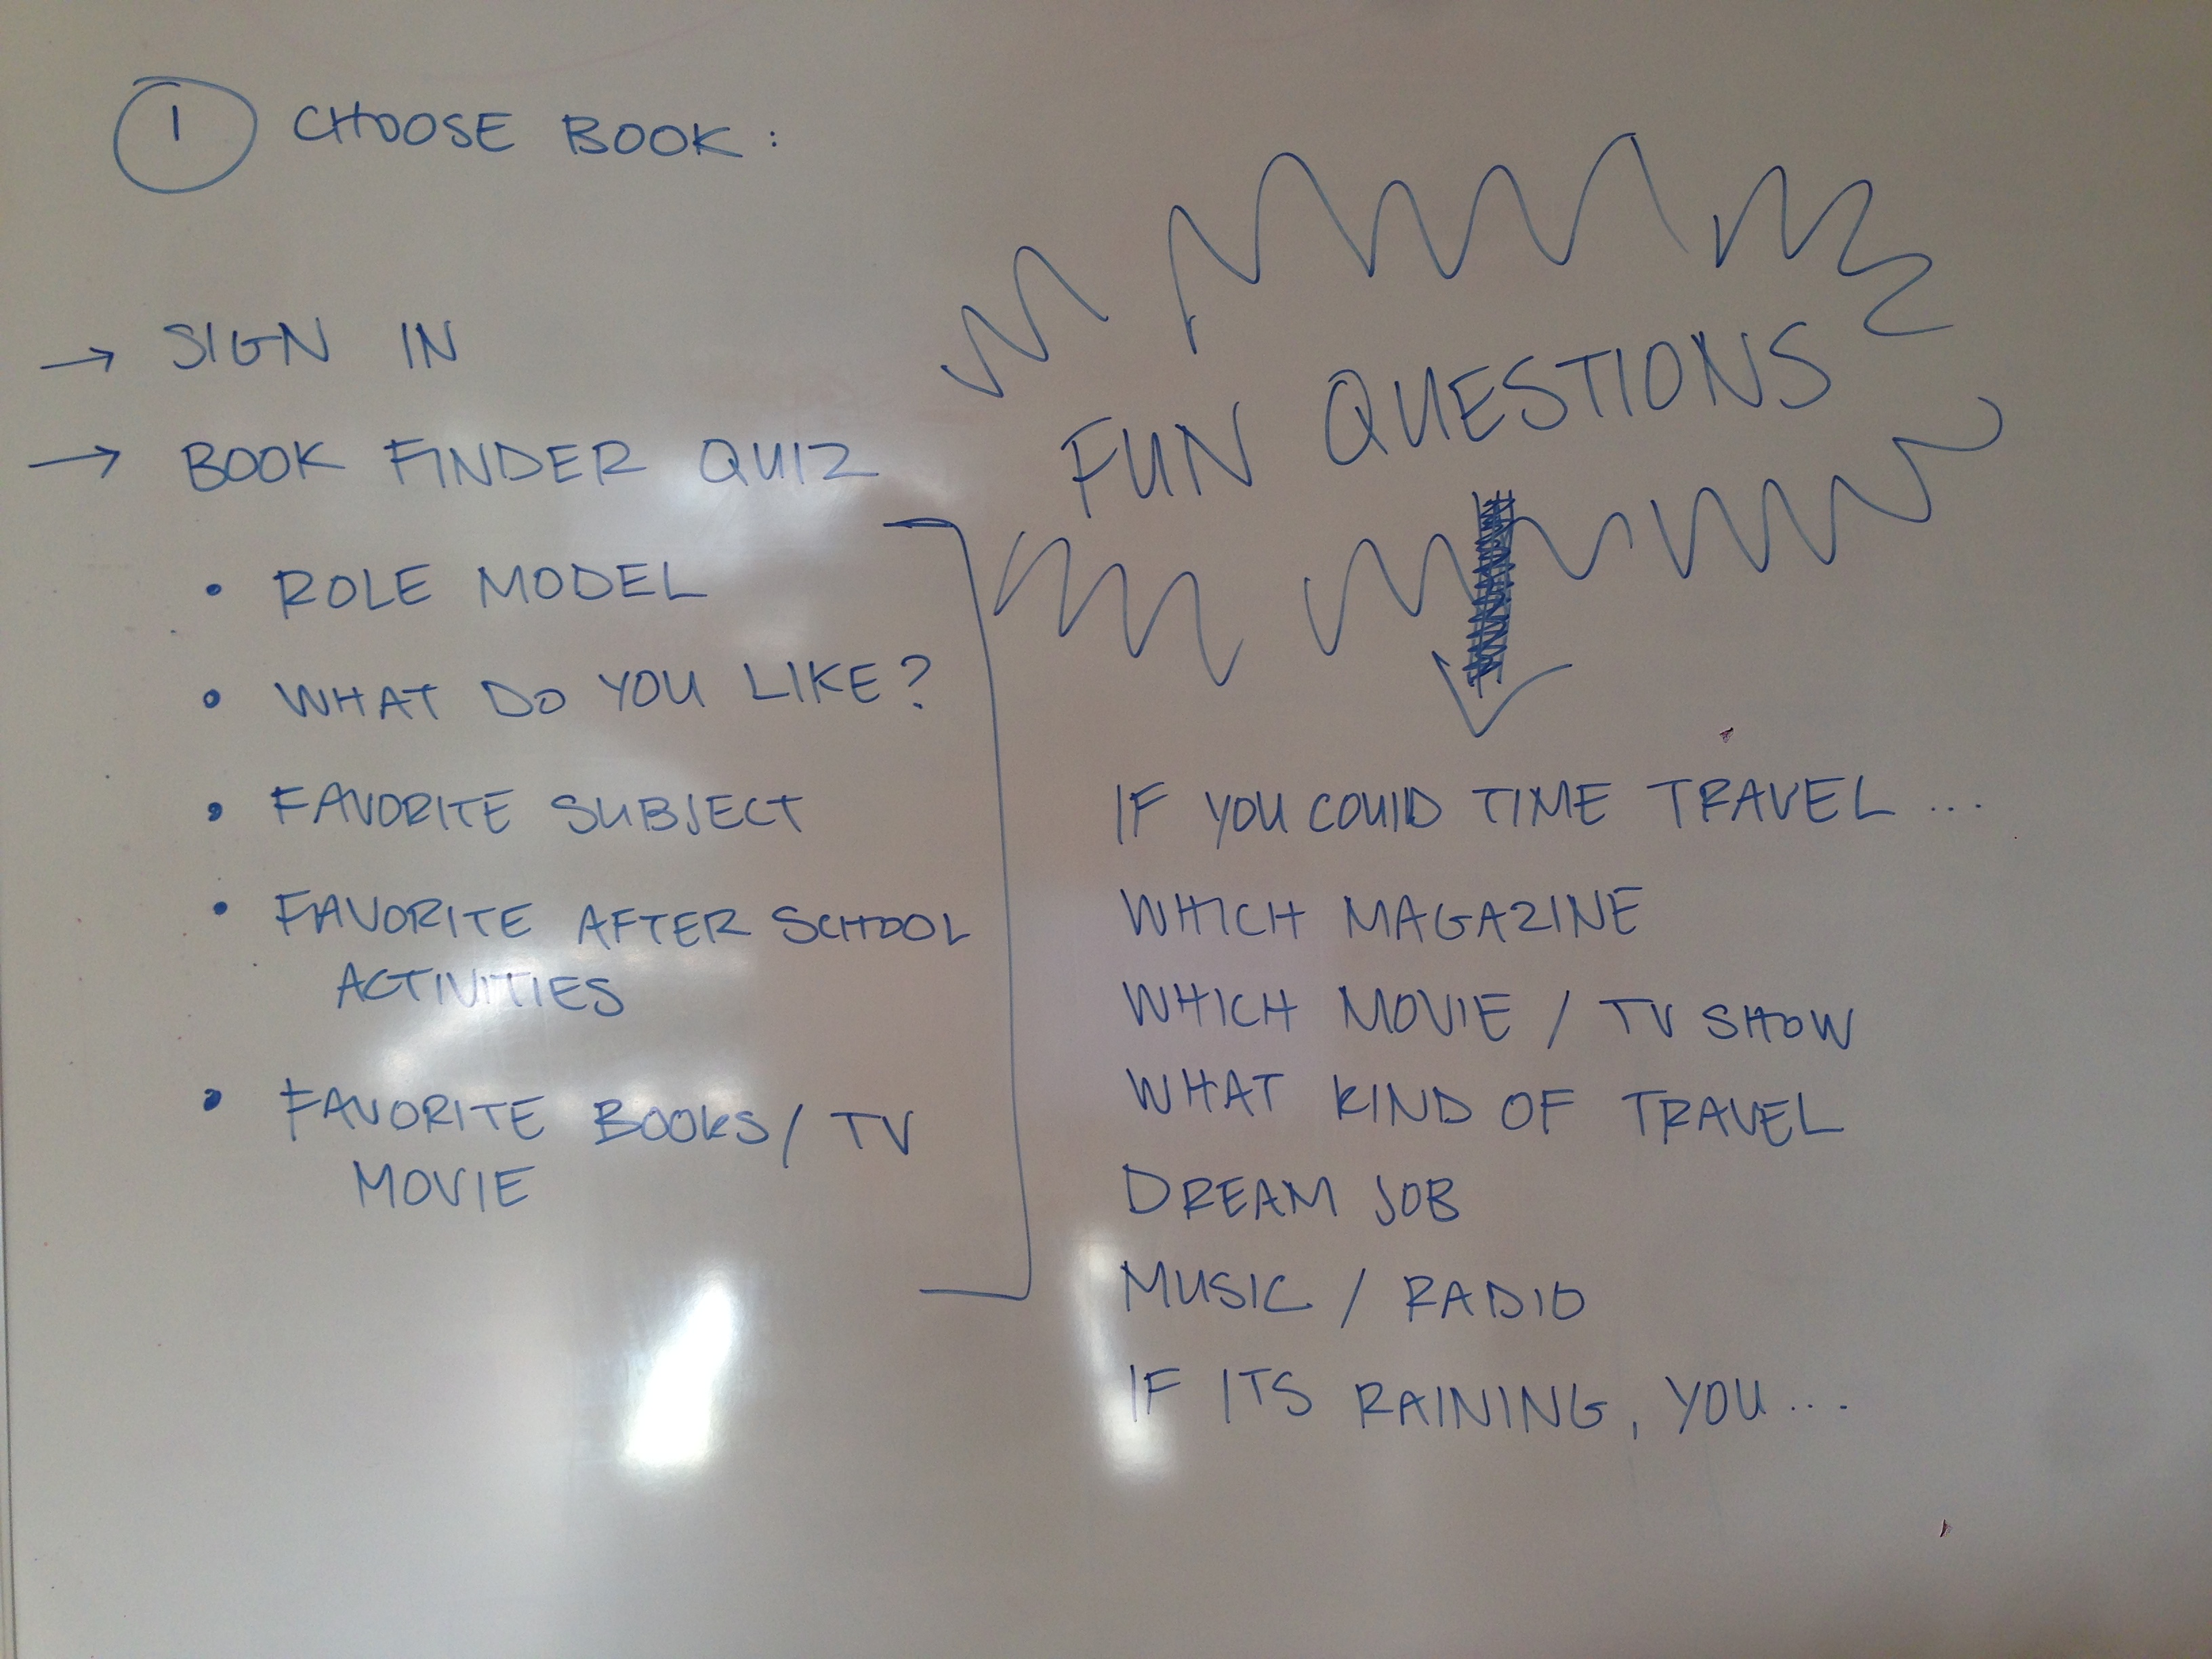 1 CHOOSE BOOK:
→ SIGN IN
→ BOOK FINDER QUIZ
• ROLE MODEL
• WHAT DO YOU LIKE?
• FAVORITE SUBJECT
• FAVORITE AFTER SCHOOL
ACTIVITIES
• FAVORITE BOOKS / TV
MOVIE
FUN QUESTIONS
IF YOU COULD TIME TRAVEL ...
WHICH MAGAZINE
WHICH MOVIE / TV SHOW
WHAT KIND OF TRAVEL
DREAM JOB
MUSIC / RADIO
IF ITS RAINING, YOU ...